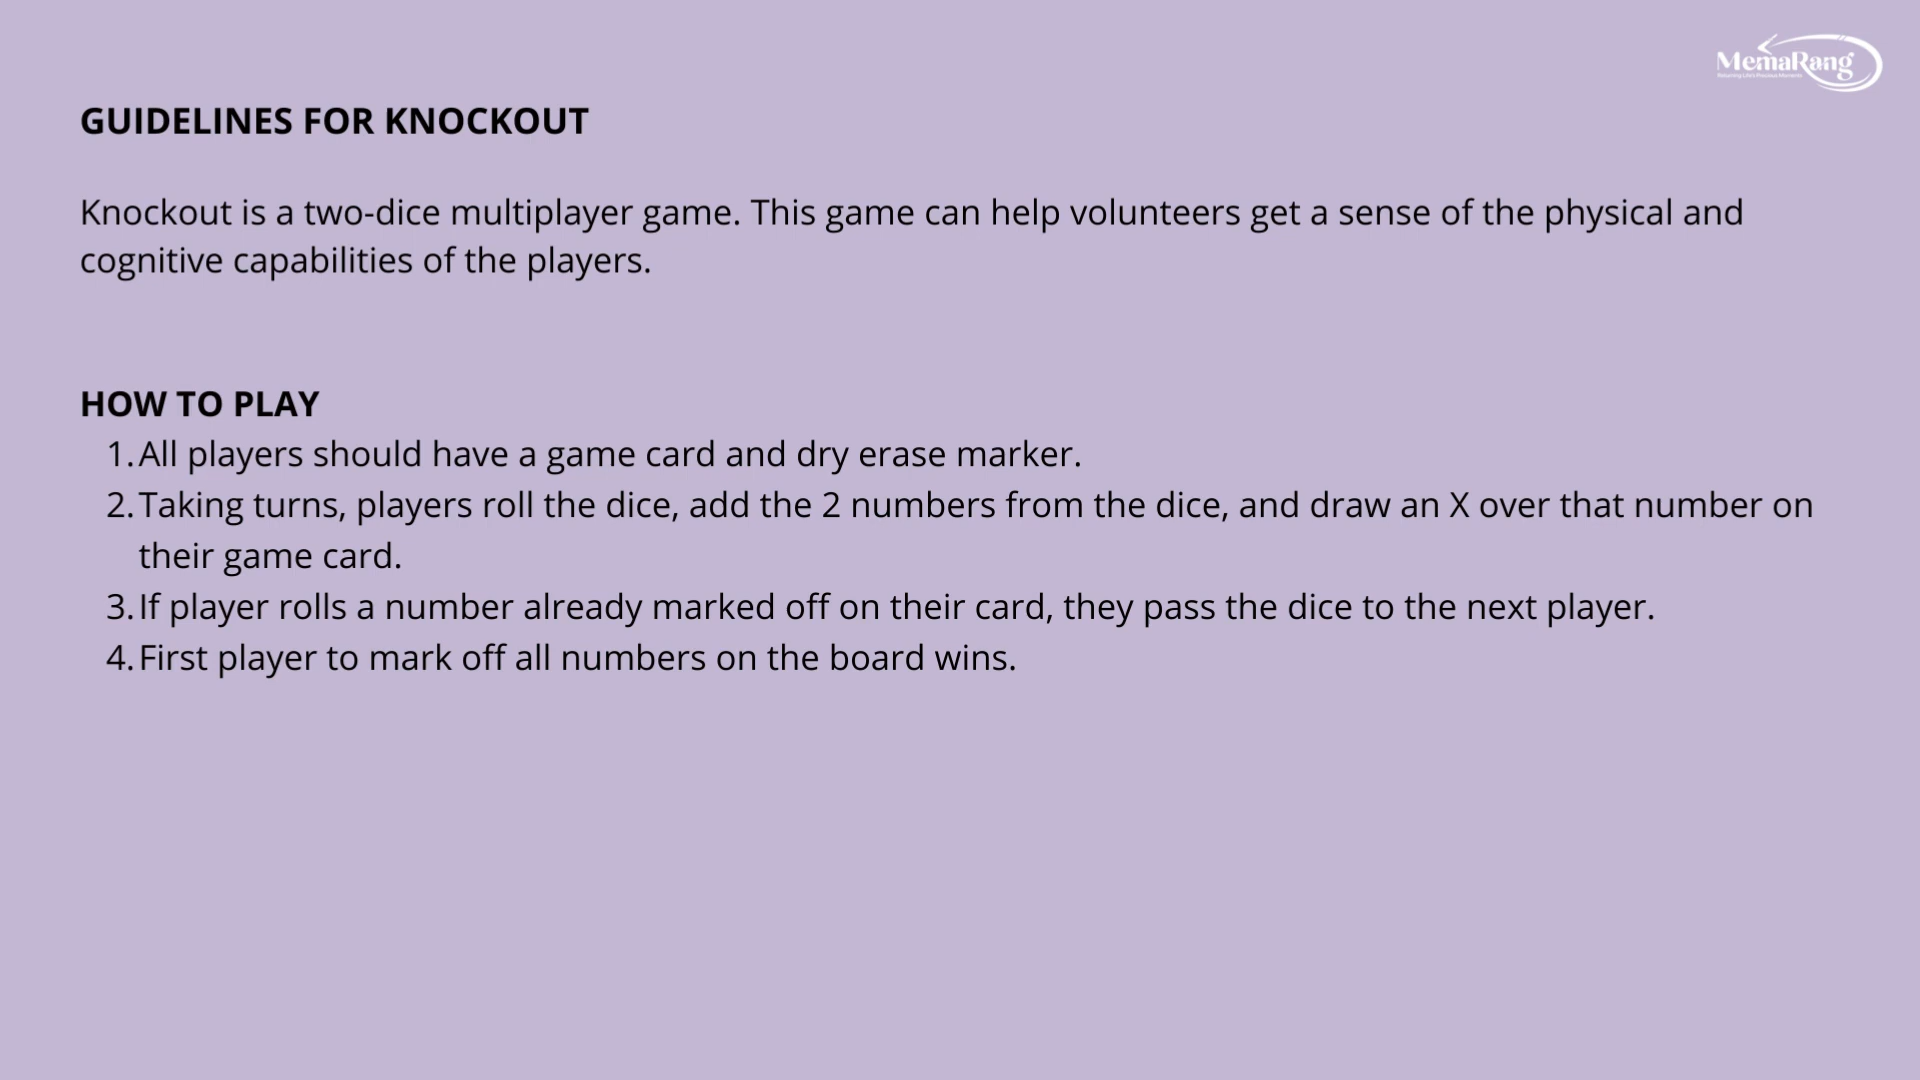 MemaRang
Returning Life's Precious Moments
GUIDELINES FOR KNOCKOUT
Knockout is a two-dice multiplayer game. This game can help volunteers get a sense of the physical and
cognitive capabilities of the players.
HOW TO PLAY
1. All players should have a game card and dry erase marker.
2. Taking turns, players roll the dice, add the 2 numbers from the dice, and draw an X over that number on
their game card.
3. If player rolls a number already marked off on their card, they pass the dice to the next player.
4. First player to mark off all numbers on the board wins.